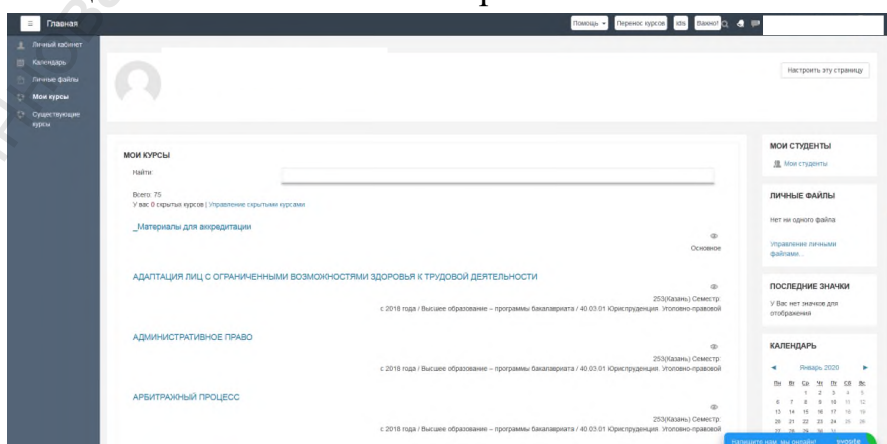 Главная
Помощь
Перенос курсов
idis
Важно!
Личный кабинет
Календарь
Личные файлы
Мои курсы
Существующие
курсы
Настроить эту страницу
МОИ КУРСЫ
Найти:
Всего: 75
У вас 0 скрытых курсов | Управление скрытыми курсами
_Материалы для аккредитации
Основное
АДАПТАЦИЯ ЛИЦ С ОГРАНИЧЕННЫМИ ВОЗМОЖНОСТЯМИ ЗДОРОВЬЯ К ТРУДОВОЙ ДЕЯТЕЛЬНОСТИ
253(Казань) Семестр:
с 2018 года / Высшее образование – программы бакалавриата / 40.03.01 Юриспруденция. Уголовно-правовой
АДМИНИСТРАТИВНОЕ ПРАВО
253(Казань) Семестр:
с 2018 года / Высшее образование – программы бакалавриата / 40.03.01 Юриспруденция. Уголовно-правовой
АРБИТРАЖНЫЙ ПРОЦЕСС
253(Казань) Семестр:
с 2018 года / Высшее образование – программы бакалавриата / 40.03.01 Юриспруденция. Уголовно-правовой
МОИ СТУДЕНТЫ
Мои студенты
ЛИЧНЫЕ ФАЙЛЫ
Нет ни одного файла
Управление личными
файлами...
ПОСЛЕДНИЕ ЗНАЧКИ
У Вас нет значков для
отображения
КАЛЕНДАРЬ
◄ Январь 2020 ►
Пн Вт Ср Чт Пт Сб Вс
1 2 3 4 5
6 7 8 9 10 11 12
13 14 15 16 17 18 19
20 21 22 23 24 25 26
27 28 29 30 31
Напишите нам, мы онлайн!